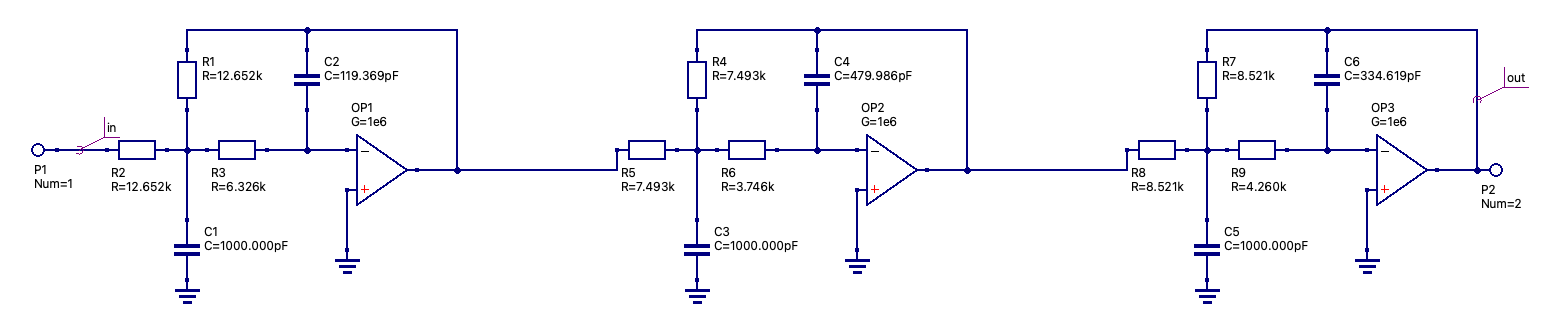 R1
R=12.652k
C2
C=119.369pF
OP1
G=1e6
in
P1
Num=1
R2
R=12.652k
R3
R=6.326k
C1
C=1000.000pF
R4
R=7.493k
C4
C=479.986pF
OP2
G=1e6
R5
R=7.493k
R6
R=3.746k
C3
C=1000.000pF
R7
R=8.521k
C6
C=334.619pF
OP3
G=1e6
out
R8
R=8.521k
R9
R=4.260k
C5
C=1000.000pF
P2
Num=2